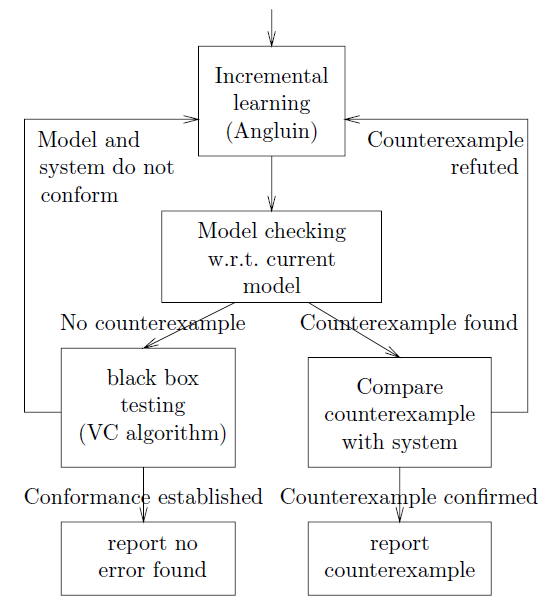 Incremental
learning
(Angluin)
Model and
system do not
conform
Counterexample
refuted
Model checking
w.r.t. current
model
No counterexample
Counterexample found
black box
testing
(VC algorithm)
Compare
counterexample
with system
Conformance established
Counterexample confirmed
report no
error found
report
counterexample